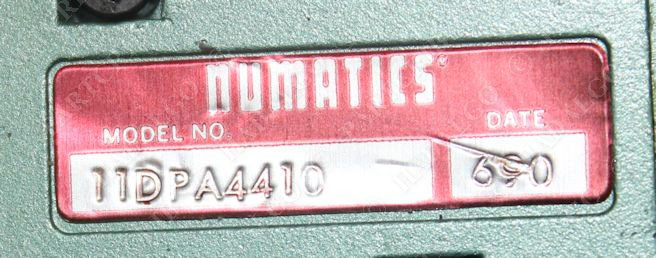 NUMATICS®
MODEL NO
DATE
11DPA4410
690